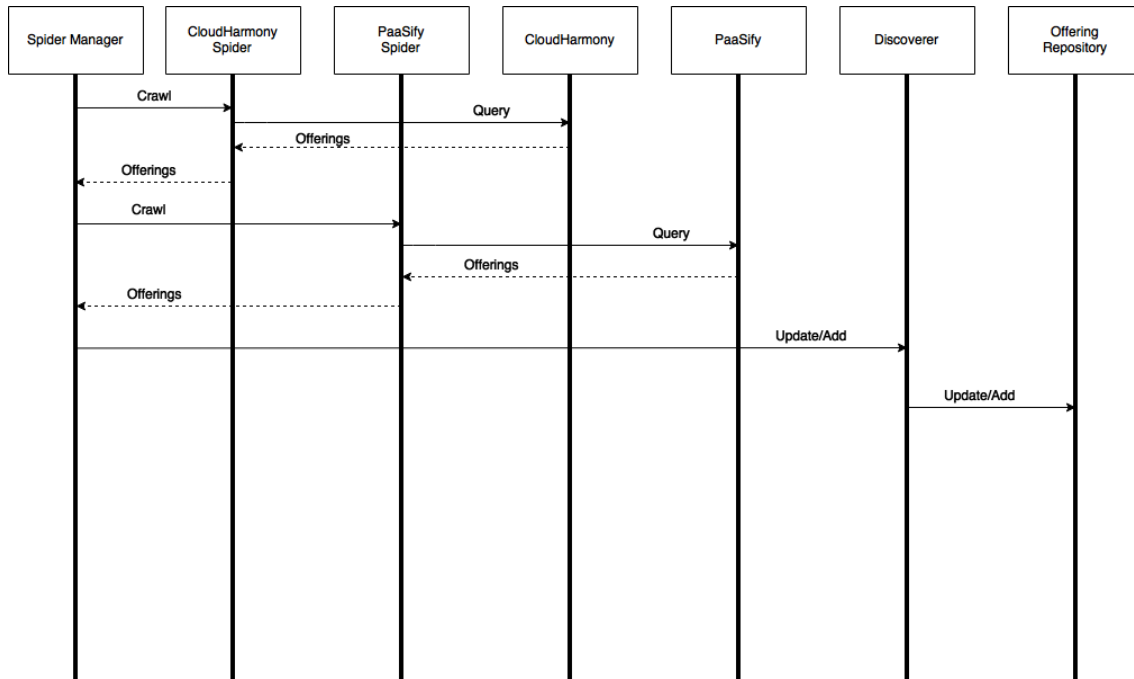 Spider Manager
CloudHarmony
Spider
PaaSify
Spider
CloudHarmony
PaaSify
Discoverer
Offering
Repository
Crawl
Query
Offerings
Offerings
Crawl
Query
Offerings
Offerings
Update/Add
Update/Add